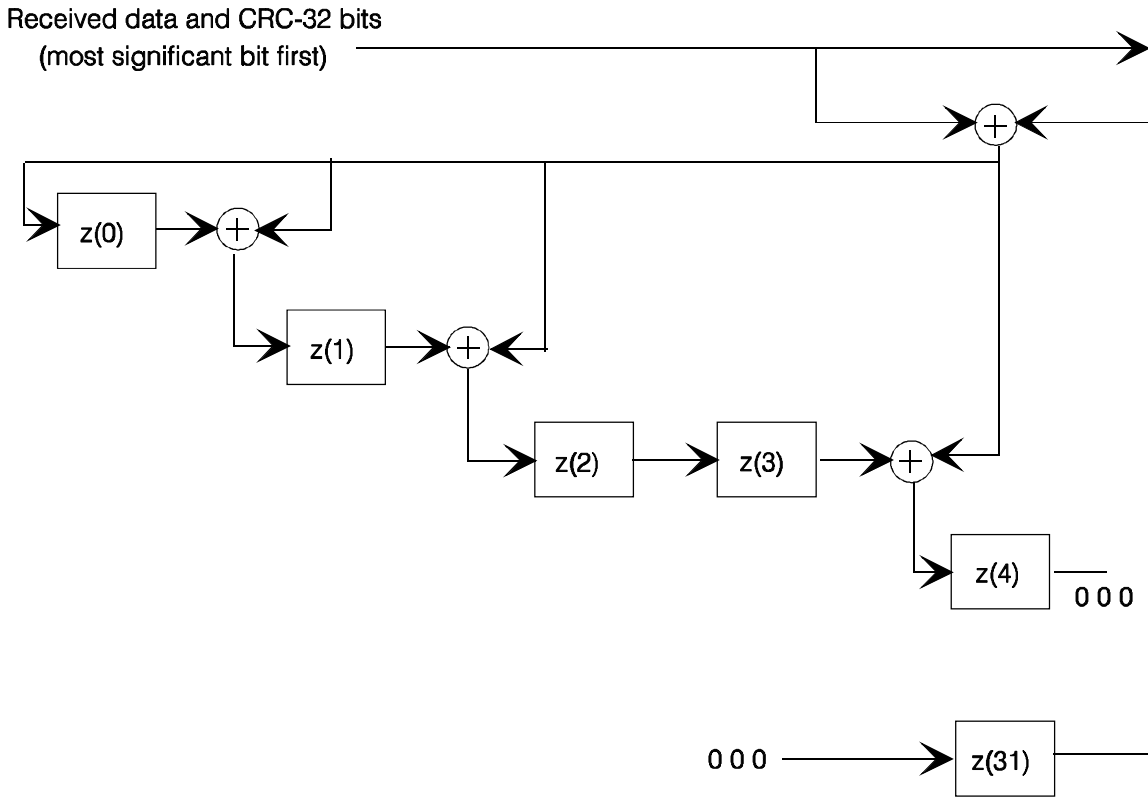 Received data and CRC-32 bits
(most significant bit first)
z(0)
z(1)
z(2)
z(3)
z(4)
0 0 0
0 0 0
z(31)